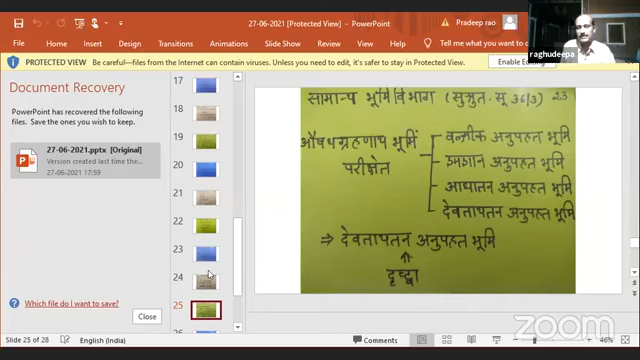 27-06-2021 (Protected View) - PowerPoint
Pradeep rao
raghudeepa
File
Home
Insert
Design
Transitions
Animations
Slide Show
Review
View
Help
Tell me what you want to do
PROTECTED VIEW
Be careful—files from the Internet can contain viruses. Unless you need to edit, it's safer to stay in Protected View.
Enable Editing
Document Recovery
PowerPoint has recovered the following
files. Save the ones you wish to keep.
27-06-2021.pptx [Original]
Version created last time the...
27-06-2021 17:59
Which file do I want to save?
Close
17
18
19
20
21
22
23
24
25
सामान्य भूमि विभाग (सुश्रुत. सू 36/3) 23
औषधग्रहणाय भूमिं
परीक्षेत
वल्मीक अनुपहत भूमि
श्मशान अनुपहत भूमि
आघातन अनुपहत भूमि
देवतायतन अनुपहत भूमि
⇒ देवतायतन अनुपहत भूमि
⇑
Slide 25 of 28
English (India)
Comments
46%
zoom